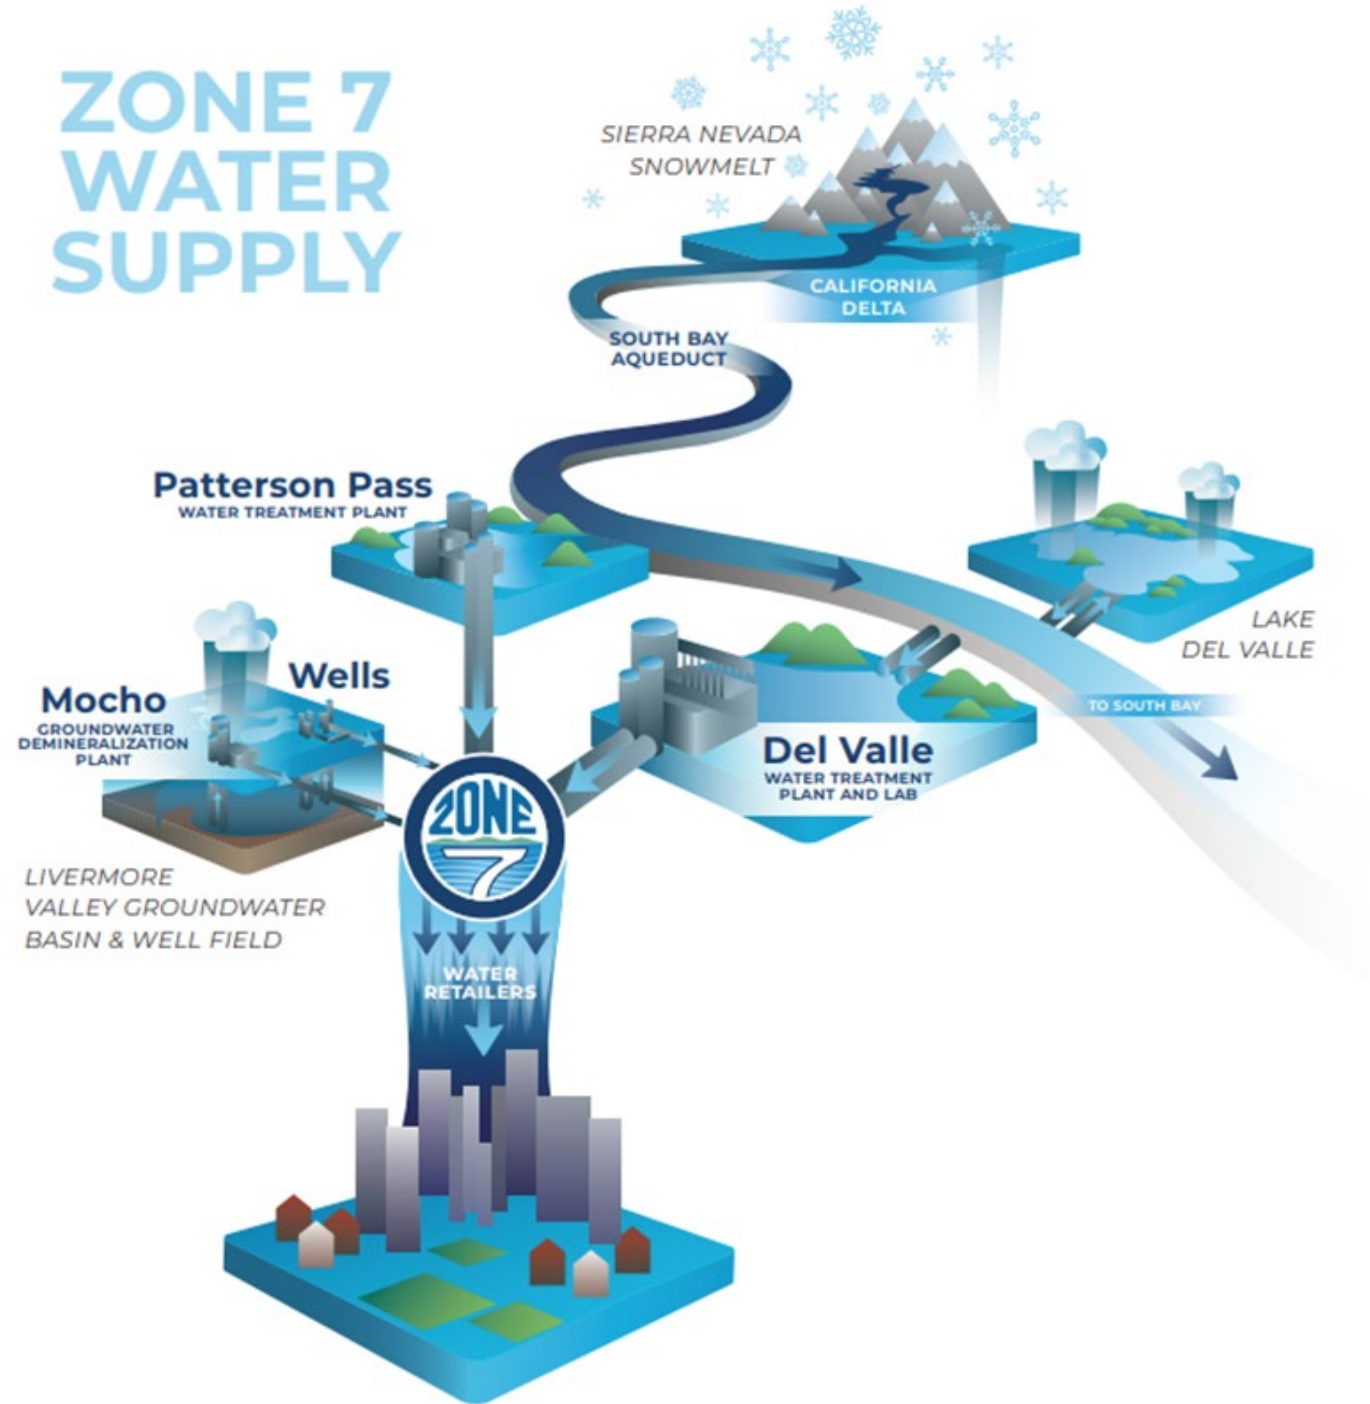 ZONE 7
WATER
SUPPLY
SIERRA NEVADA
SNOWMELT
CALIFORNIA
DELTA
SOUTH BAY
AQUEDUCT
Patterson Pass
WATER TREATMENT PLANT
LAKE
DEL VALLE
Wells
Mocho
GROUNDWATER
DEMINERALIZATION
PLANT
TO SOUTH BAY
Del Valle
WATER TREATMENT
PLANT AND LAB
ZONE
7
LIVERMORE
VALLEY GROUNDWATER
BASIN & WELL FIELD
WATER
RETAILERS